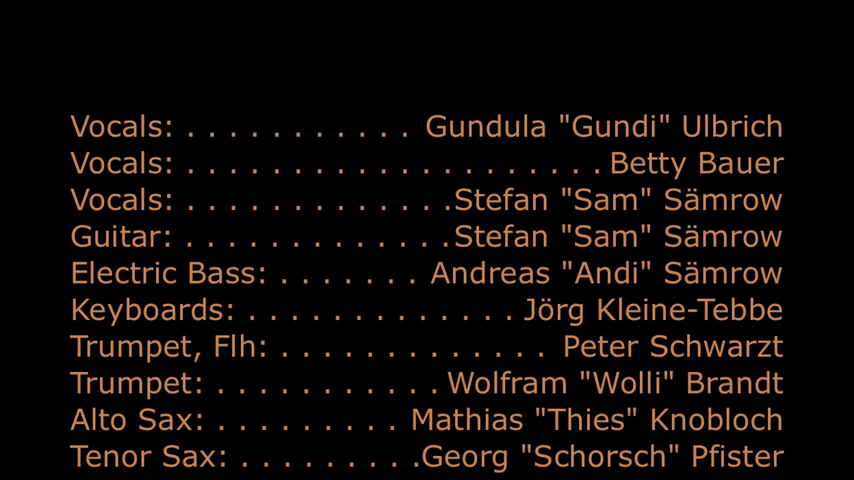 Vocals: . . . . . . . . . . . Gundula "Gundi" Ulbrich
Vocals: . . . . . . . . . . . . . . . . . . . . Betty Bauer
Vocals: . . . . . . . . . . . . .Stefan "Sam" Sämrow
Guitar: . . . . . . . . . . . . .Stefan "Sam" Sämrow
Electric Bass: . . . . . . . Andreas "Andi" Sämrow
Keyboards: . . . . . . . . . . . . . Jörg Kleine-Tebbe
Trumpet, Flh: . . . . . . . . . . . . . Peter Schwarzt
Trumpet: . . . . . . . . . . . Wolfram "Wolli" Brandt
Alto Sax: . . . . . . . . . Mathias "Thies" Knobloch
Tenor Sax: . . . . . . . . .Georg "Schorsch" Pfister